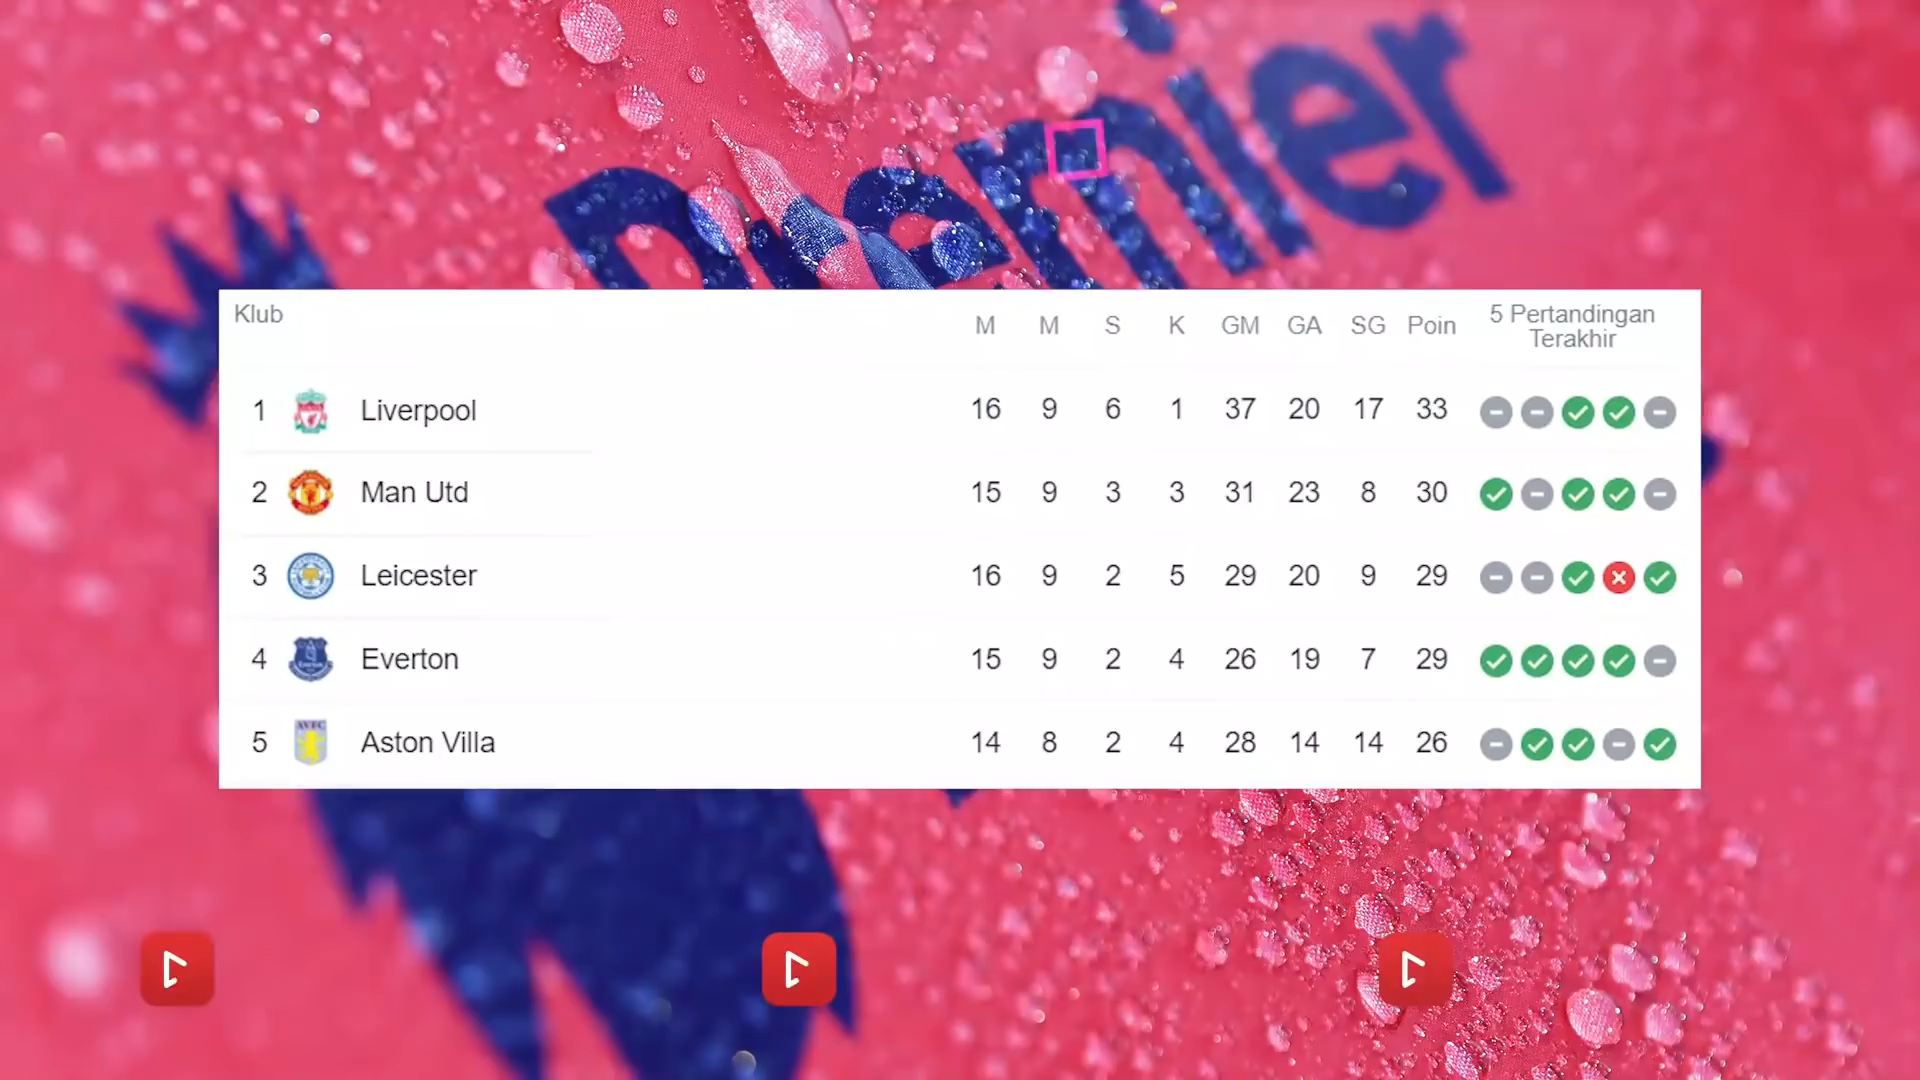 Premier
Klub M M S K GM GA SG Poin 5 Pertandingan
Terakhir
1 Liverpool 16 9 6 1 37 20 17 33
2 Man Utd 15 9 3 3 31 23 8 30
3 Leicester 16 9 2 5 29 20 9 29
4 Everton 15 9 2 4 26 19 7 29
5 AVFC Aston Villa 14 8 2 4 28 14 14 26